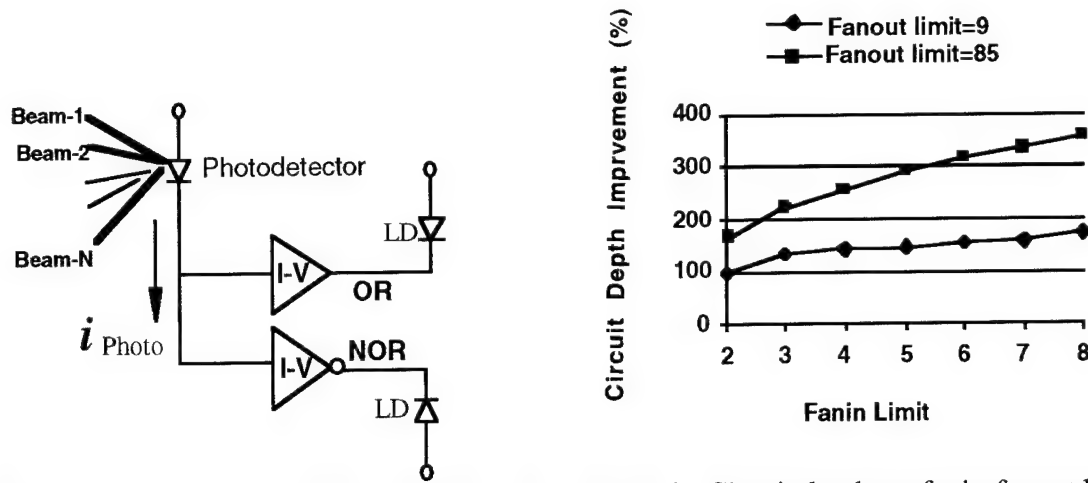 Beam-1
Beam-2
Beam-N
Photodetector
i Photo
I-V
OR
LD
I-V
NOR
LD
Circuit Depth Imprvement (%)
Fanout limit=9
Fanout limit=85
400
300
200
100
0
2 3 4 5 6 7 8
Fanin Limit